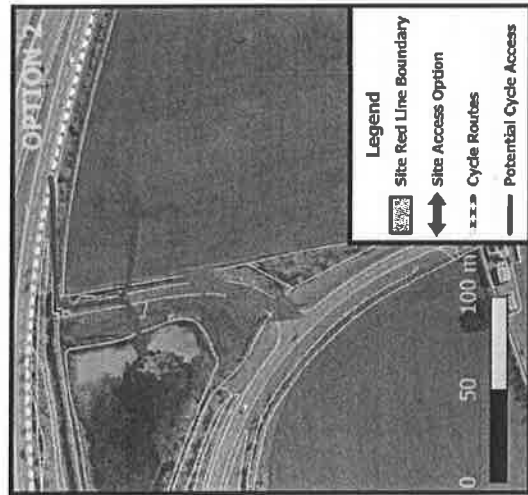 OPTION 2
Legend
Site Red Line Boundary
Site Access Option
Cycle Routes
Potential Cycle Access
0 50 100 m